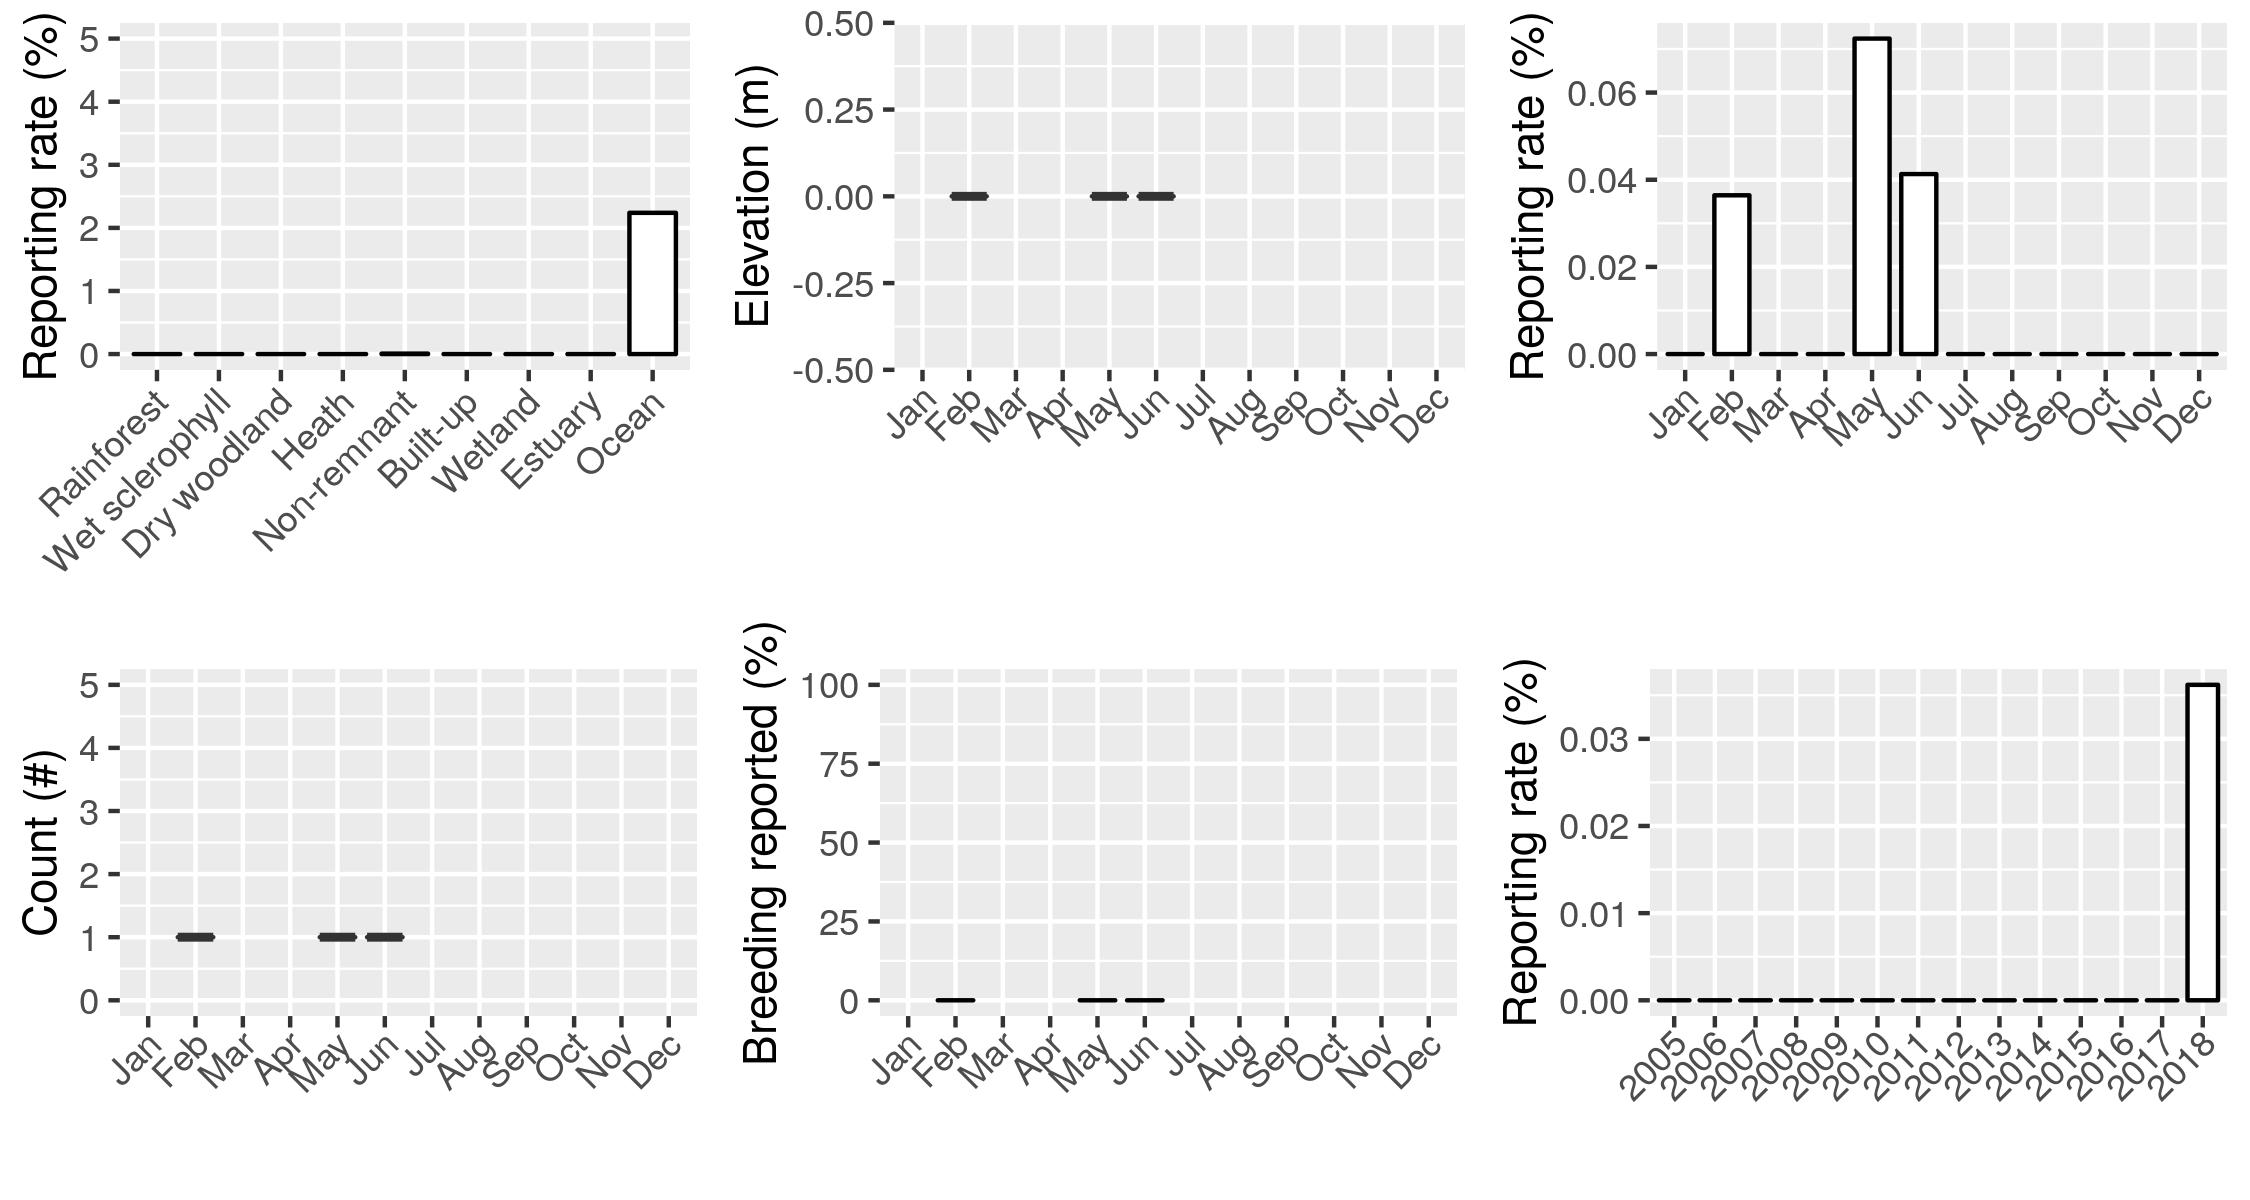 Reporting rate (%)
5
4
3
2
1
0
Rainforest
Wet sclerophyll
Dry woodland
Heath
Non-remnant
Built-up
Wetland
Estuary
Ocean
Elevation (m)
0.50
0.25
0.00
-0.25
-0.50
Jan
Feb
Mar
Apr
May
Jun
Jul
Aug
Sep
Oct
Nov
Dec
Reporting rate (%)
0.06
0.04
0.02
0.00
Jan
Feb
Mar
Apr
May
Jun
Jul
Aug
Sep
Oct
Nov
Dec
Count (#)
5
4
3
2
1
0
Jan
Feb
Mar
Apr
May
Jun
Jul
Aug
Sep
Oct
Nov
Dec
Breeding reported (%)
100
75
50
25
0
Jan
Feb
Mar
Apr
May
Jun
Jul
Aug
Sep
Oct
Nov
Dec
Reporting rate (%)
0.03
0.02
0.01
0.00
2005
2006
2007
2008
2009
2010
2011
2012
2013
2014
2015
2016
2017
2018